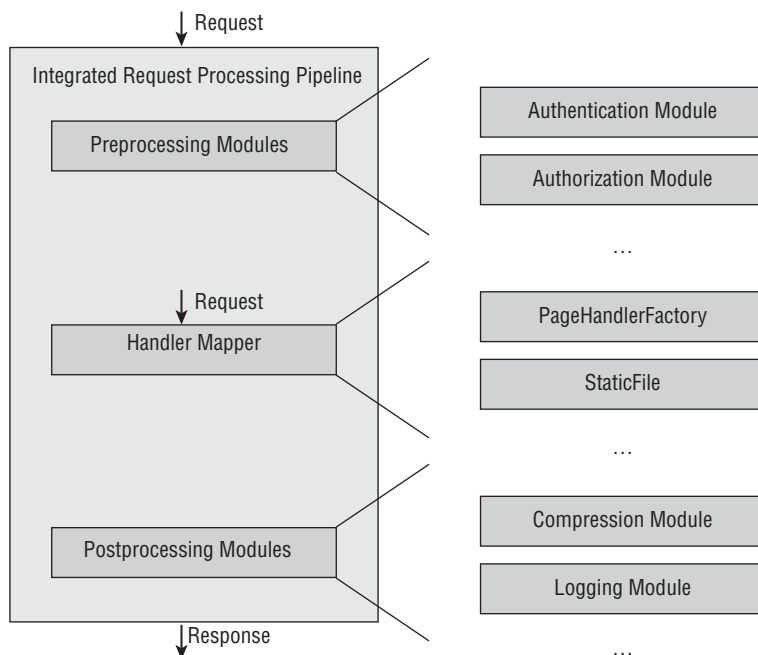 Request
Integrated Request Processing Pipeline
Preprocessing Modules
Authentication Module
Authorization Module
...
Request
Handler Mapper
PageHandlerFactory
StaticFile
...
Postprocessing Modules
Compression Module
Logging Module
...
Response